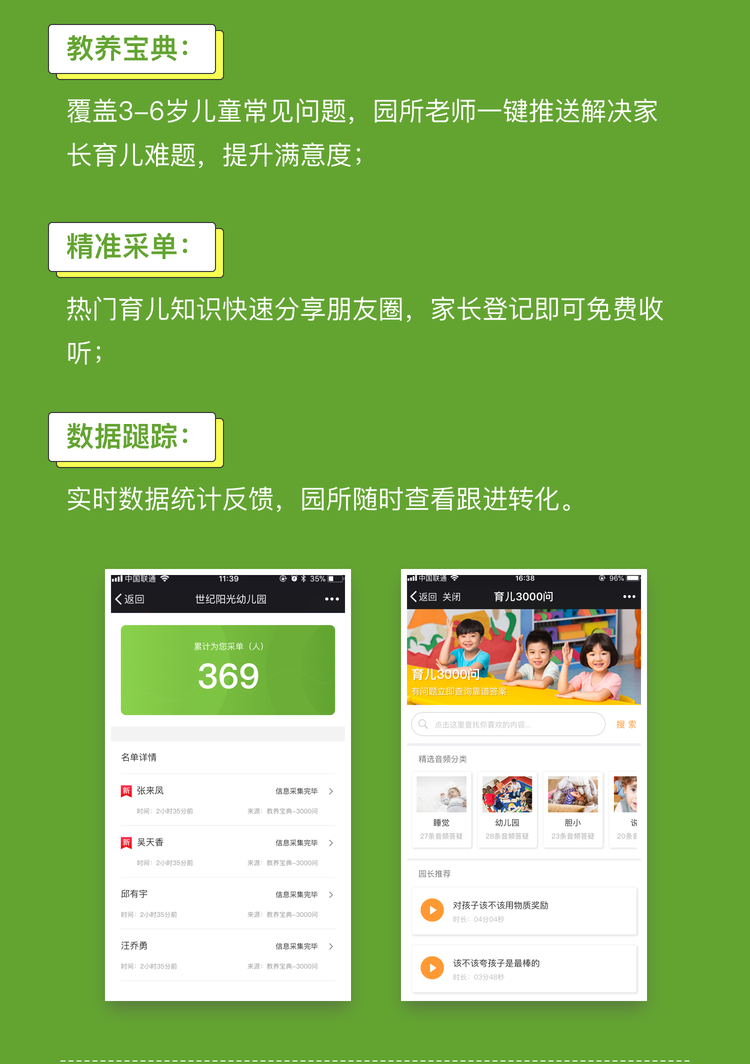 教养宝典：
覆盖3-6岁儿童常见问题，园所老师一键推送解决家
长育儿难题，提升满意度；
精准采单：
热门育儿知识快速分享朋友圈，家长登记即可免费收
听；
数据踺踪：
实时数据统计反馈，园所随时查看跟进转化。
中国联通 11:39 35%
返回 世纪阳光幼儿园
累计为您采单（人）
369
名单详情
新 张来凤 信息采集完毕
时间：2小时35分前 来源：教养宝典-3000问
新 吴天香 信息采集完毕
时间：2小时35分前 来源：教养宝典-3000问
邱有宇 信息采集完毕
时间：2小时35分前 来源：教养宝典-3000问
汪乔勇 信息采集完毕
时间：2小时35分前 来源：教养宝典-3000问
中国联通 16:38 96%
返回 关闭 育儿3000问
育儿3000问
有问题立即查询靠谱答案
点击这里查找你喜欢的内容... 搜索
精选音频分类
睡觉 幼儿园 胆小
27条音频答疑 28条音频答疑 23条音频答疑 20条音
园长推荐
对孩子该不该用物质奖励
时长：04分04秒
该不该夸孩子是最棒的
时长：03分48秒